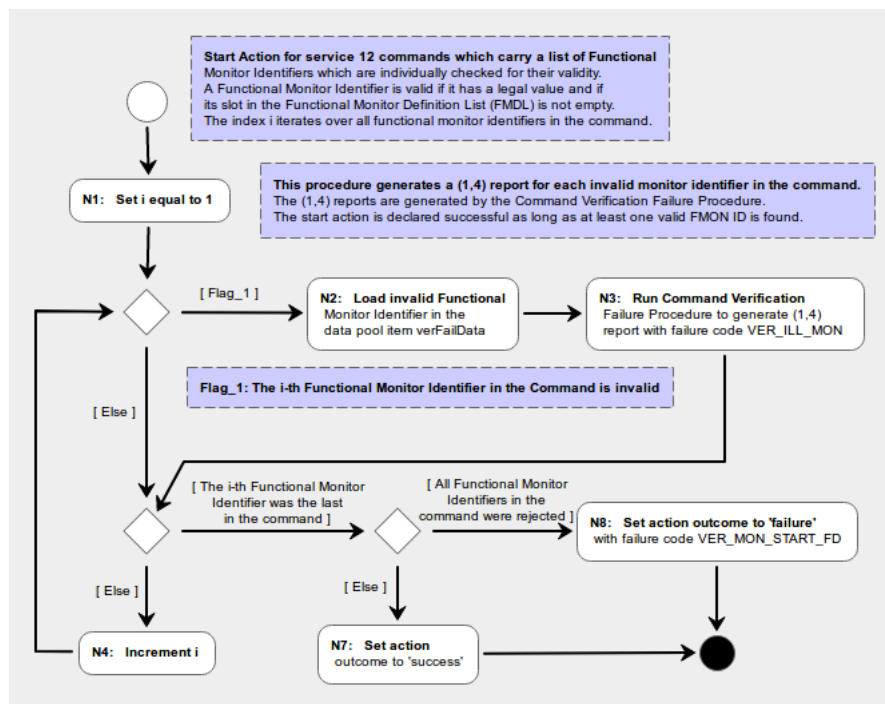 Start Action for service 12 commands which carry a list of Functional
Monitor Identifiers which are individually checked for their validity.
A Functional Monitor Identifier is valid if it has a legal value and if
its slot in the Functional Monitor Definition List (FMDL) is not empty.
The index i iterates over all functional monitor identifiers in the command.
This procedure generates a (1,4) report for each invalid monitor identifier in the command.
The (1,4) reports are generated by the Command Verification Failure Procedure.
The start action is declared successful as long as at least one valid FMON ID is found.
N1: Set i equal to 1
[ Flag_1 ]
N2: Load invalid Functional
Monitor Identifier in the
data pool item verFailData
N3: Run Command Verification
Failure Procedure to generate (1,4)
report with failure code VER_ILL_MON
Flag_1: The i-th Functional Monitor Identifier in the Command is invalid
[ Else ]
[ The i-th Functional Monitor
Identifier was the last
in the command ]
[ All Functional Monitor
Identifiers in the
command were rejected ]
N8: Set action outcome to 'failure'
with failure code VER_MON_START_FD
[ Else ]
[ Else ]
N4: Increment i
N7: Set action
outcome to 'success'